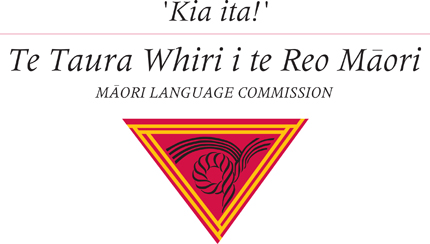 'Kia ita!'
Te Taura Whiri i te Reo Māori
MĀORI LANGUAGE COMMISSION